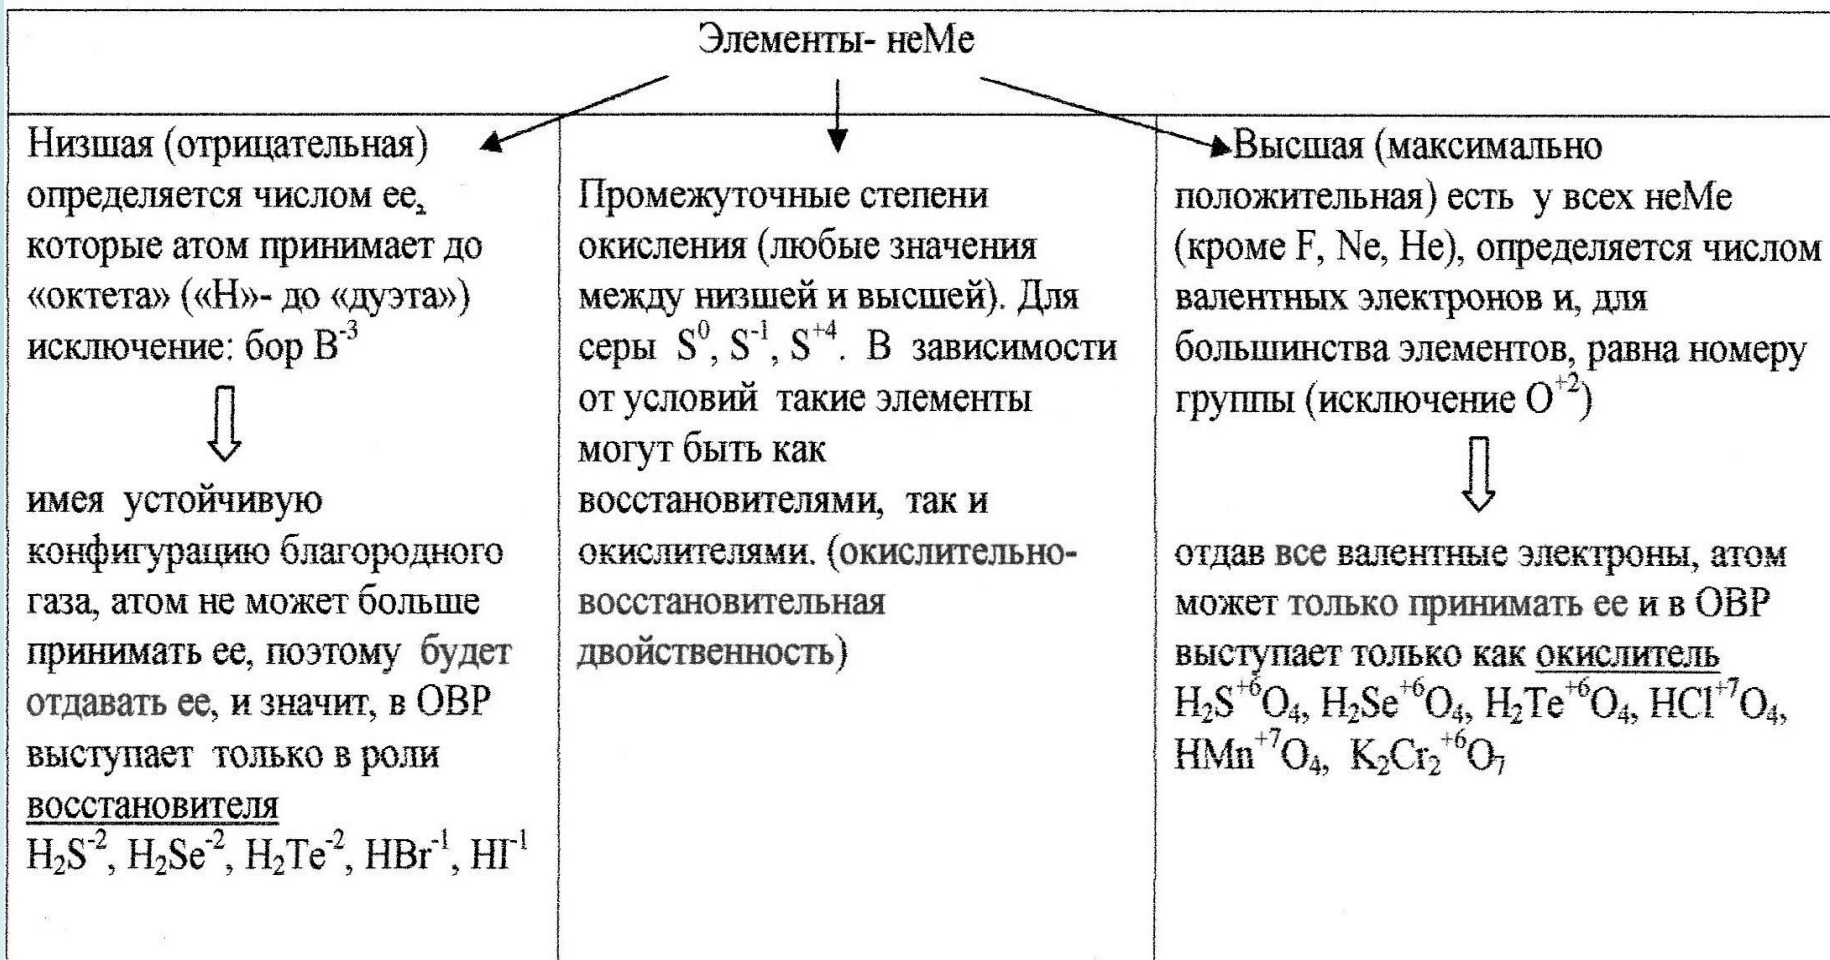 Элементы- неМе
Низшая (отрицательная)
определяется числом ее,
которые атом принимает до
«октета» («Н»- до «дуэта»)
исключение: бор B⁻³
имея устойчивую
конфигурацию благородного
газа, атом не может больше
принимать ее, поэтому будет
отдавать ее, и значит, в ОВР
выступает только в роли
восстановителя
H₂S⁻², H₂Se⁻², H₂Te⁻², HBr⁻¹, HI⁻¹
Промежуточные степени
окисления (любые значения
между низшей и высшей). Для
серы S⁰, S⁻¹, S⁺⁴. В зависимости
от условий такие элементы
могут быть как
восстановителями, так и
окислителями. (окислительно-
восстановительная
двойственность)
Высшая (максимально
положительная) есть у всех неМе
(кроме F, Ne, He), определяется числом
валентных электронов и, для
большинства элементов, равна номеру
группы (исключение O⁺²)
отдав все валентные электроны, атом
может только принимать ее и в ОВР
выступает только как окислитель
H₂S⁺⁶O₄, H₂Se⁺⁶O₄, H₂Te⁺⁶O₄, HCl⁺⁷O₄,
HMn⁺⁷O₄, K₂Cr₂⁺⁶O₇